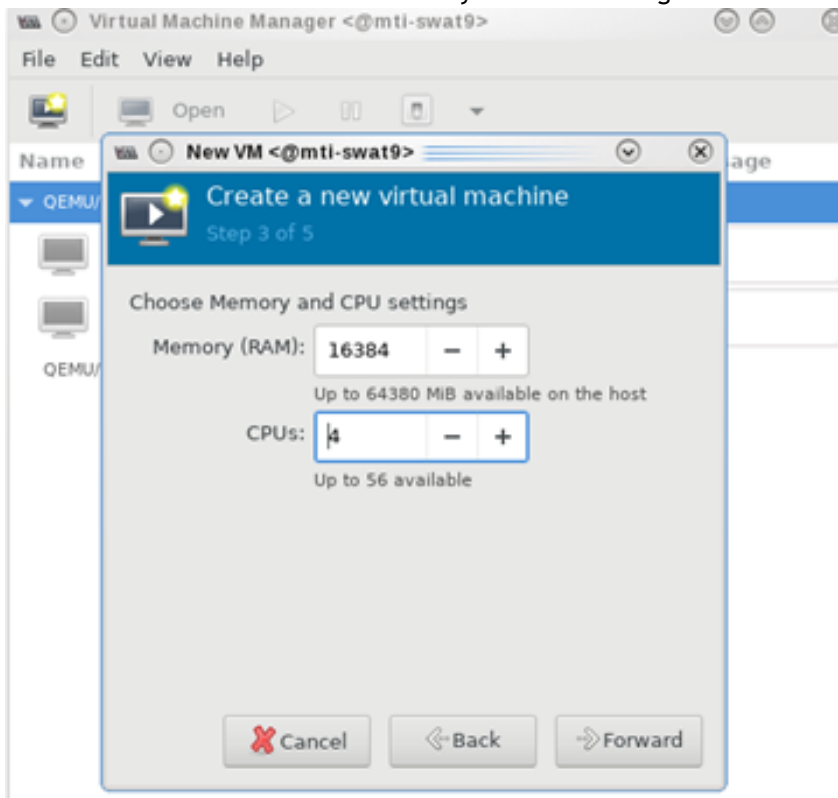 Virtual Machine Manager <@mti-swat9>
File Edit View Help
Open
Name
age
QEMU/
QEMU/
New VM <@mti-swat9>
Create a new virtual machine
Step 3 of 5
Choose Memory and CPU settings
Memory (RAM): 16384 − +
Up to 64380 MiB available on the host
CPUs: 4 − +
Up to 56 available
Cancel Back Forward